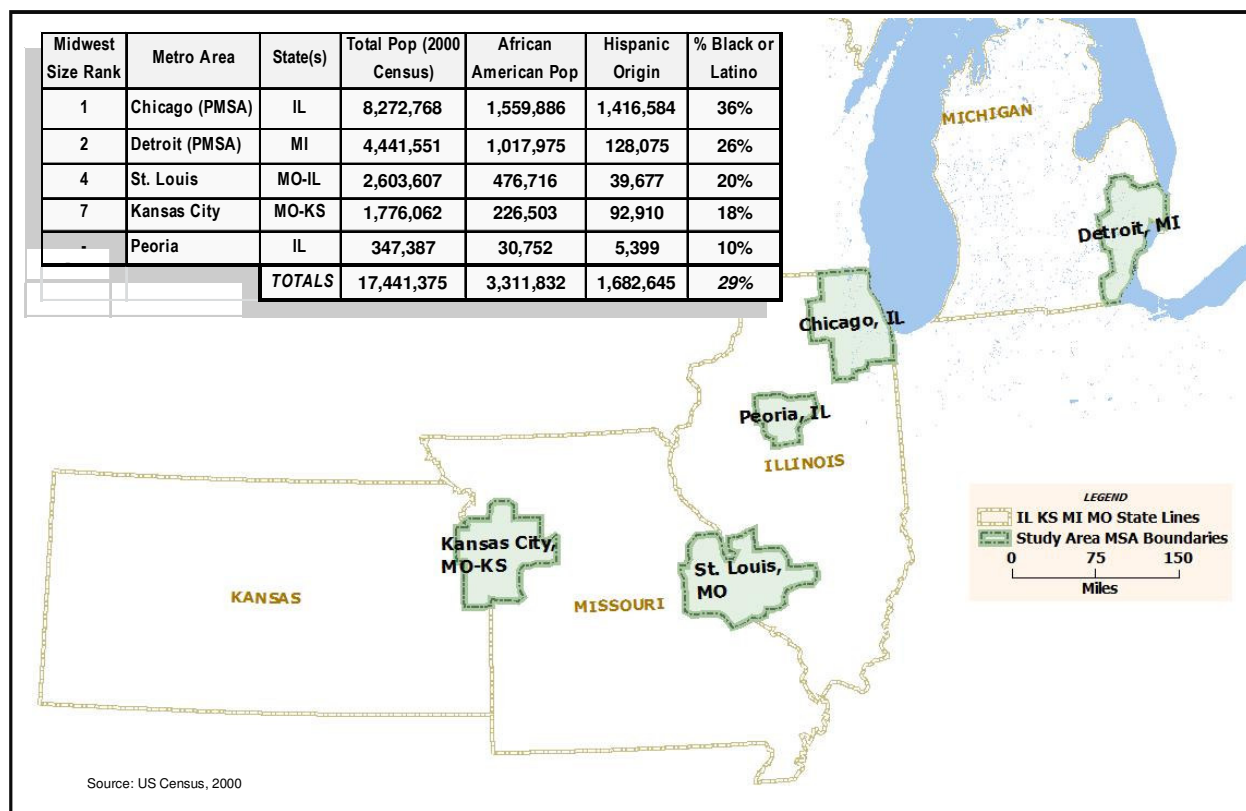 Midwest Size Rank Metro Area State(s) Total Pop (2000 Census) African American Pop Hispanic Origin % Black or Latino
1 Chicago (PMSA) IL 8,272,768 1,559,886 1,416,584 36%
2 Detroit (PMSA) MI 4,441,551 1,017,975 128,075 26%
4 St. Louis MO-IL 2,603,607 476,716 39,677 20%
7 Kansas City MO-KS 1,776,062 226,503 92,910 18%
- Peoria IL 347,387 30,752 5,399 10%
TOTALS 17,441,375 3,311,832 1,682,645 29%
MICHIGAN
Detroit, MI
Chicago, IL
Peoria, IL
ILLINOIS
Kansas City,
MO-KS
St. Louis,
MO
KANSAS
MISSOURI
LEGEND
IL KS MI MO State Lines
Study Area MSA Boundaries
0 75 150
Miles
Source: US Census, 2000